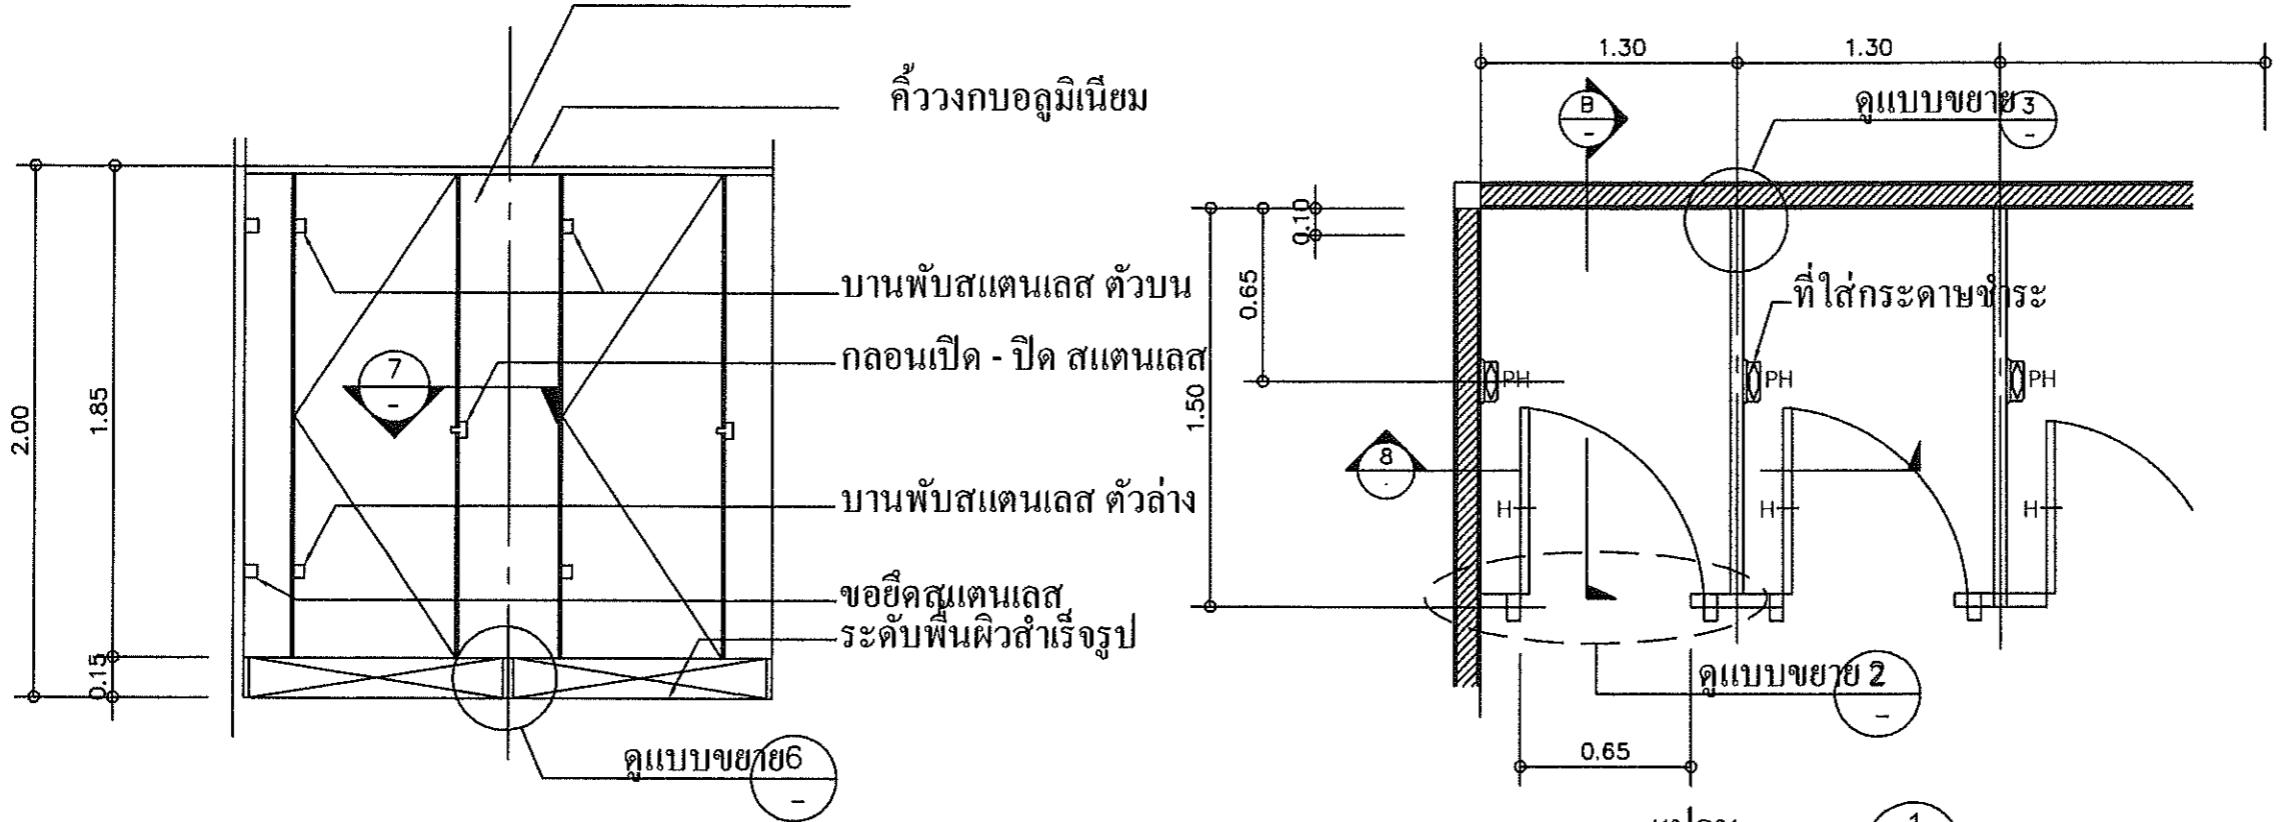 คิ้ววงกบอลูมิเนียม
บานพับสแตนเลส ตัวบน
กลอนเปิด - ปิด สแตนเลส
บานพับสแตนเลส ตัวล่าง
ขอยึดสแตนเลส
ระดับพื้นผิวสำเร็จรูป
ดูแบบขยาย6
-
7
-
2.00
1.85
0.15
1.30
1.30
B
-
ดูแบบขยาย 3
-
0.10
0.65
1.50
ที่ใส่กระดาษชำระ
PH
PH
PH
8
H
H
H
ดูแบบขยาย 2
-
0.65
1